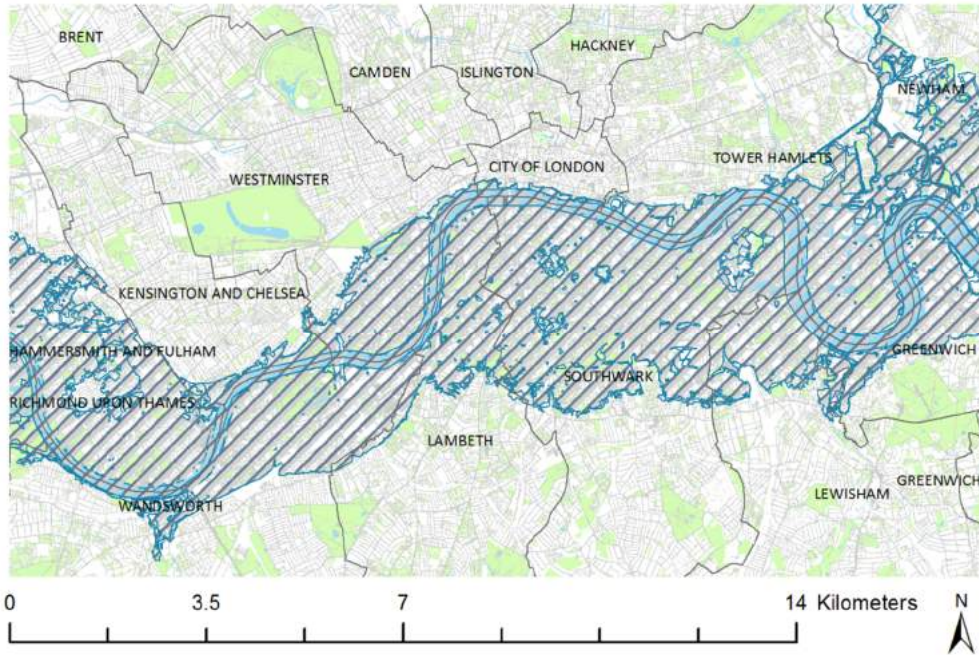 BRENT
HACKNEY
CAMDEN
ISLINGTON
NEWHAM
TOWER HAMLETS
CITY OF LONDON
WESTMINSTER
KENSINGTON AND CHELSEA
HAMMERSMITH AND FULHAM
GREENWICH
SOUTHWARK
RICHMOND UPON THAMES
LAMBETH
GREENWICH
LEWISHAM
WANDSWORTH
0 3.5 7 14 Kilometers N